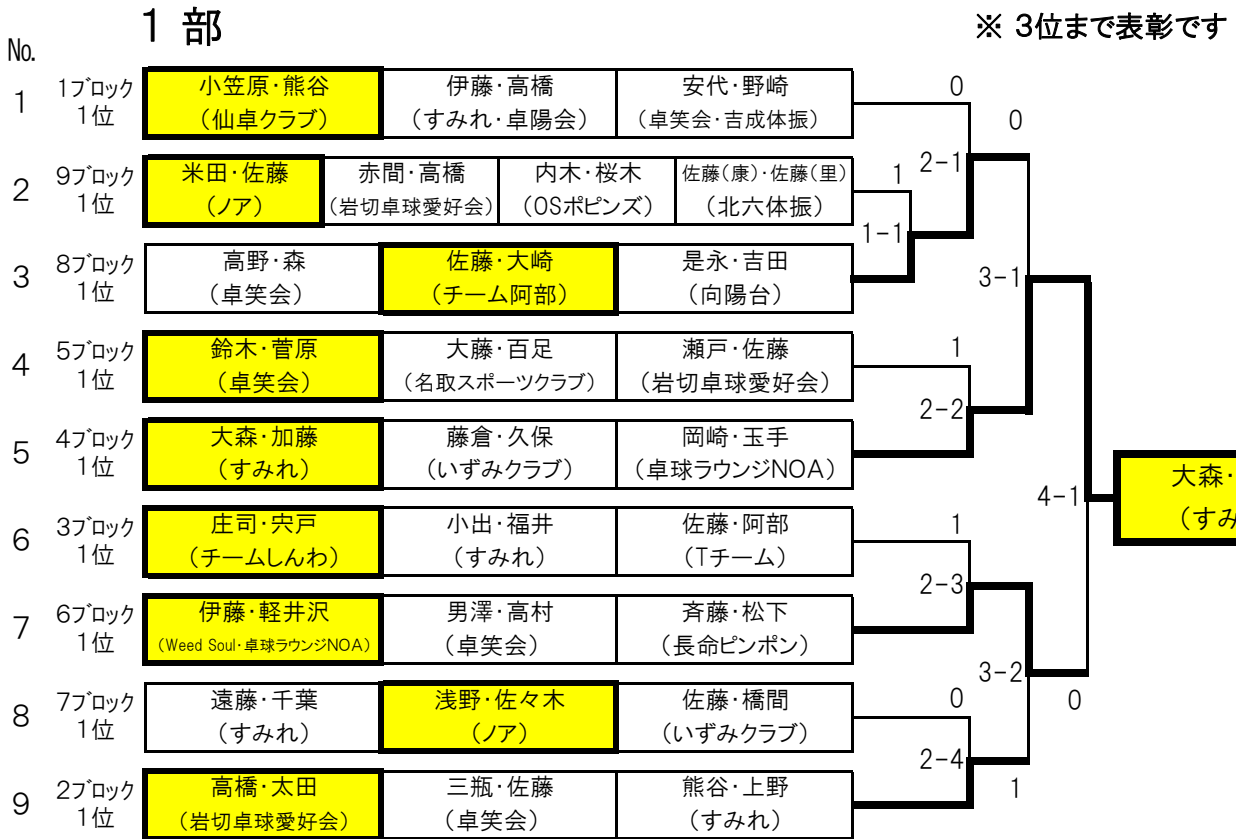 1 部
※ 3位まで表彰です
No.
1
1ブロック
1位
小笠原・熊谷
(仙卓クラブ)
伊藤・高橋
(すみれ・卓陽会)
安代・野崎
(卓笑会・吉成体振)
0
0
2
9ブロック
1位
米田・佐藤
(ノア)
赤間・高橋
(岩切卓球愛好会)
内木・桜木
(OSポピンズ)
佐藤(康)・佐藤(里)
(北六体振)
1
2-1
1-1
3
8ブロック
1位
高野・森
(卓笑会)
佐藤・大崎
(チーム阿部)
是永・吉田
(向陽台)
3-1
4
5ブロック
1位
鈴木・菅原
(卓笑会)
大藤・百足
(名取スポーツクラブ)
瀬戸・佐藤
(岩切卓球愛好会)
1
2-2
5
4ブロック
1位
大森・加藤
(すみれ)
藤倉・久保
(いずみクラブ)
岡崎・玉手
(卓球ラウンジNOA)
4-1
大森・
(すみ
6
3ブロック
1位
庄司・宍戸
(チームしんわ)
小出・福井
(すみれ)
佐藤・阿部
(Tチーム)
1
2-3
7
6ブロック
1位
伊藤・軽井沢
(Weed Soul・卓球ラウンジNOA)
男澤・高村
(卓笑会)
斉藤・松下
(長命ピンポン)
3-2
0
8
7ブロック
1位
遠藤・千葉
(すみれ)
浅野・佐々木
(ノア)
佐藤・橋間
(いずみクラブ)
0
2-4
1
9
2ブロック
1位
高橋・太田
(岩切卓球愛好会)
三瓶・佐藤
(卓笑会)
熊谷・上野
(すみれ)